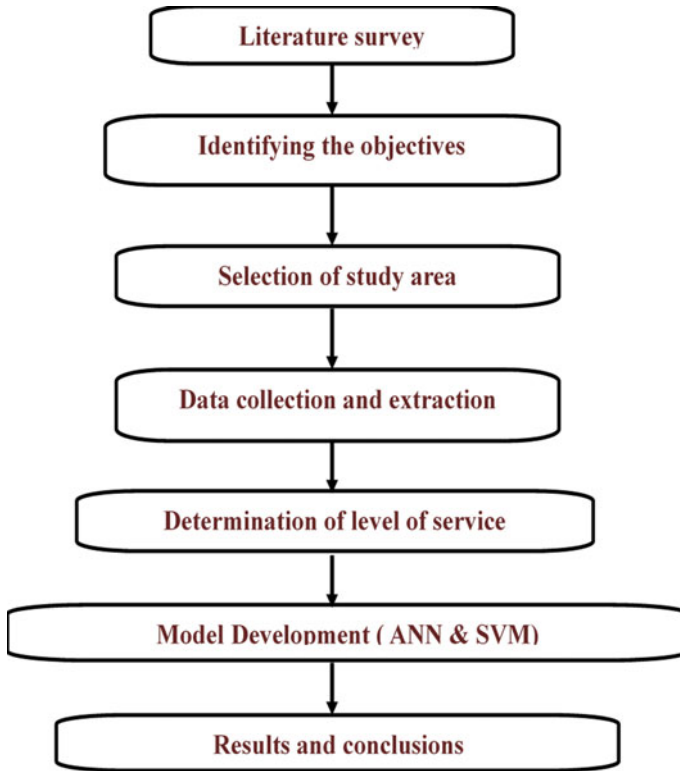 Literature survey
Identifying the objectives
Selection of study area
Data collection and extraction
Determination of level of service
Model Development ( ANN & SVM)
Results and conclusions